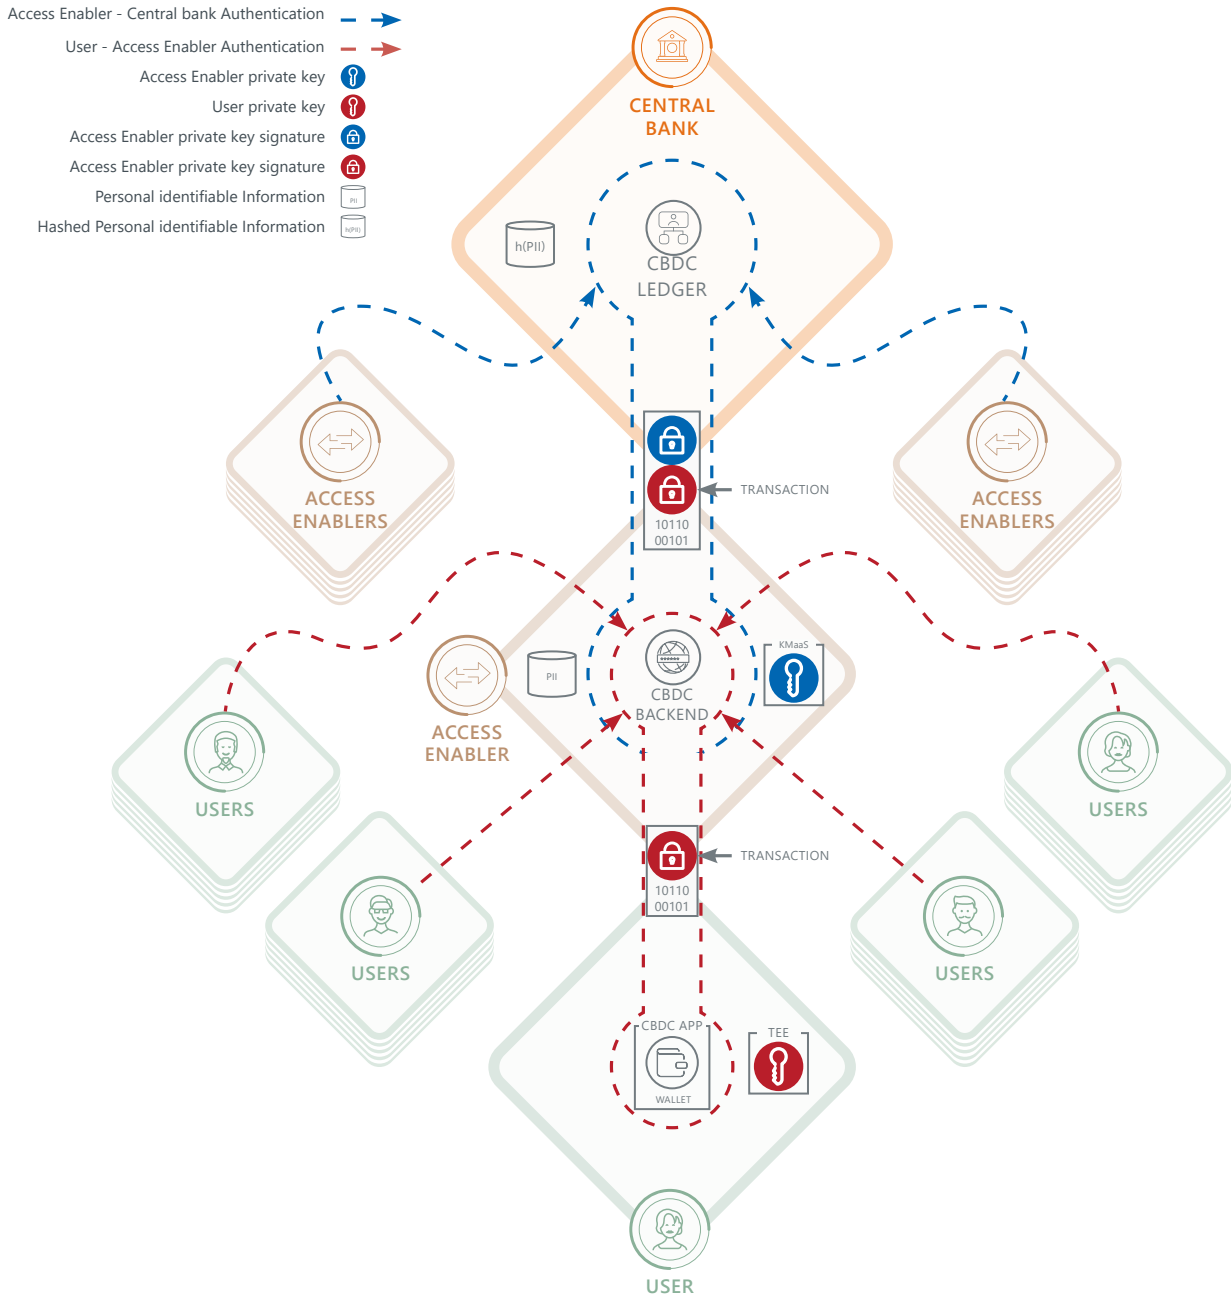 Access Enabler - Central bank Authentication
User - Access Enabler Authentication
Access Enabler private key
User private key
Access Enabler private key signature
Access Enabler private key signature
Personal identifiable Information
PII
Hashed Personal identifiable Information
h(PII)
CENTRAL
BANK
h(PII)
CBDC
LEDGER
ACCESS
ENABLERS
ACCESS
ENABLERS
TRANSACTION
10110
00101
KMaaS
PII
CBDC
BACKEND
ACCESS
ENABLER
USERS
USERS
TRANSACTION
10110
00101
USERS
USERS
CBDC APP
WALLET
TEE
USER